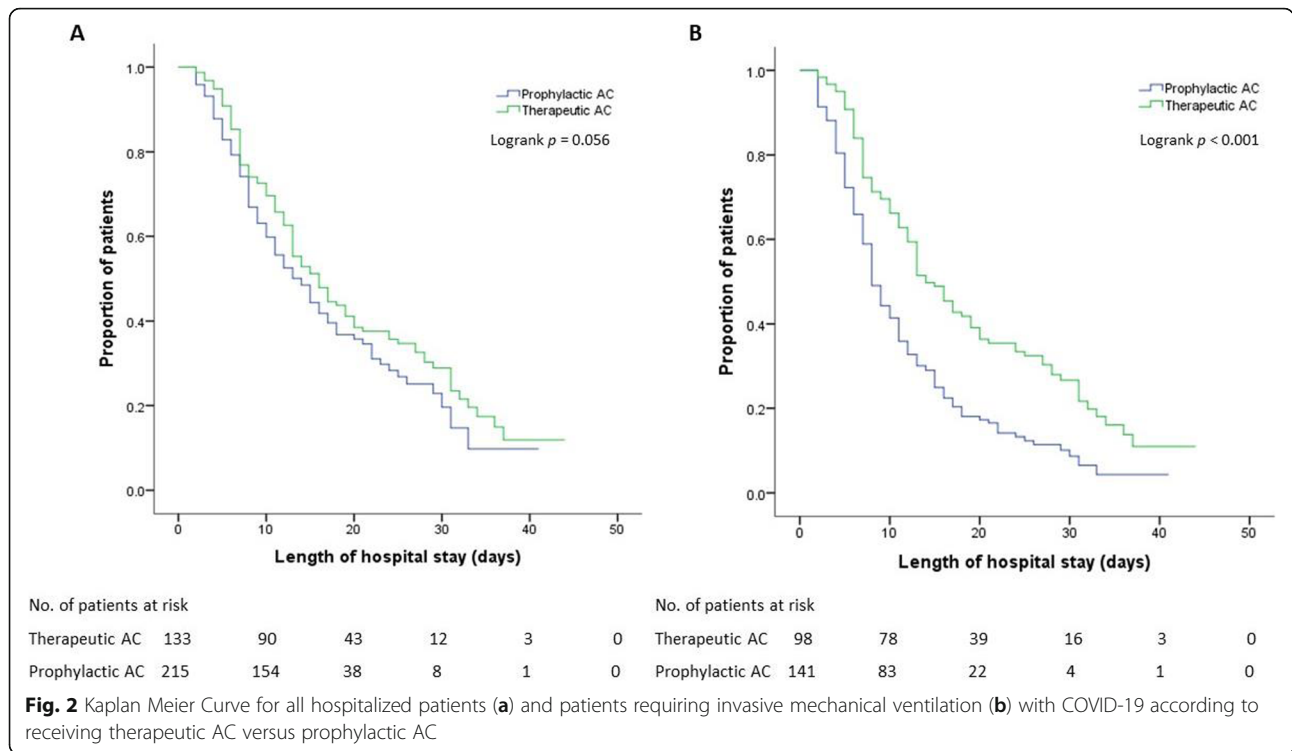 A
1.0
0.8
0.6
0.4
0.2
0.0
Proportion of patients
Prophylactic AC
Therapeutic AC
Logrank p = 0.056
0 10 20 30 40 50
Length of hospital stay (days)
No. of patients at risk
Therapeutic AC 133 90 43 12 3 0
Prophylactic AC 215 154 38 8 1 0
B
1.0
0.8
0.6
0.4
0.2
0.0
Proportion of patients
Prophylactic AC
Therapeutic AC
Logrank p < 0.001
0 10 20 30 40 50
Length of hospital stay (days)
No. of patients at risk
Therapeutic AC 98 78 39 16 3 0
Prophylactic AC 141 83 22 4 1 0
Fig. 2 Kaplan Meier Curve for all hospitalized patients (a) and patients requiring invasive mechanical ventilation (b) with COVID-19 according to
receiving therapeutic AC versus prophylactic AC